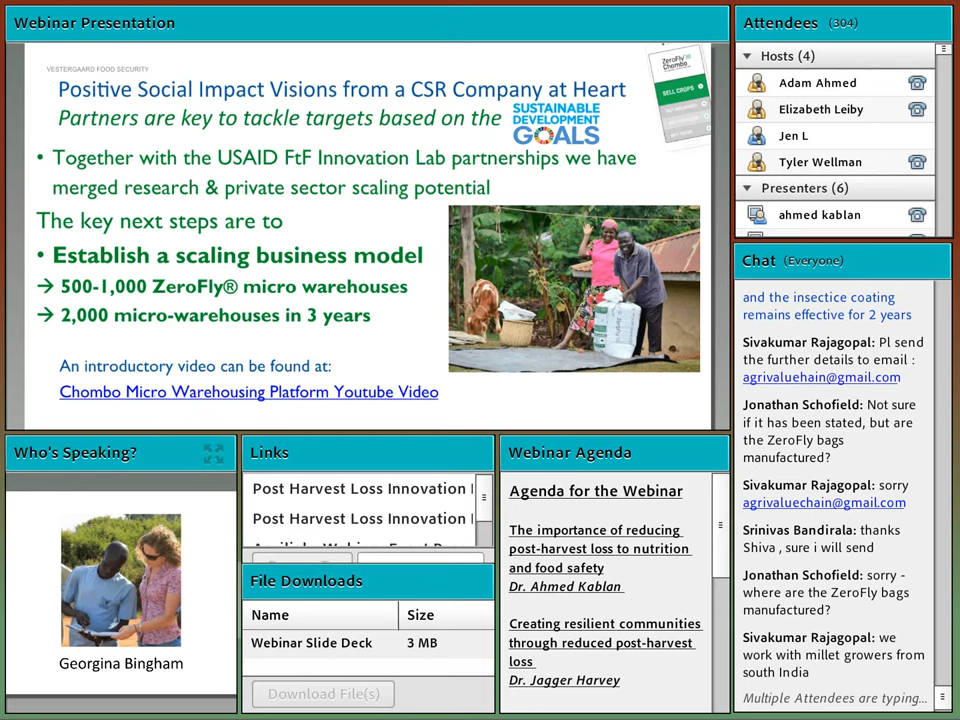 Webinar Presentation
VESTERGAARD FOOD SECURITY
Positive Social Impact Visions from a CSR Company at Heart
Partners are key to tackle targets based on the
SUSTAINABLE
DEVELOPMENT
GOALS
ZeroFly®
Chombo
SELL CROPS
• Together with the USAID FtF Innovation Lab partnerships we have
merged research & private sector scaling potential
The key next steps are to
• Establish a scaling business model
→ 500-1,000 ZeroFly® micro warehouses
→ 2,000 micro-warehouses in 3 years
An introductory video can be found at:
Chombo Micro Warehousing Platform Youtube Video
Attendees (304)
Hosts (4)
Adam Ahmed
Elizabeth Leiby
Jen L
Tyler Wellman
Presenters (6)
ahmed kablan
Chat (Everyone)
and the insectice coating
remains effective for 2 years
Sivakumar Rajagopal: Pl send
the further details to email :
agrivaluehain@gmail.com
Jonathan Schofield: Not sure
if it has been stated, but are
the ZeroFly bags
manufactured?
Sivakumar Rajagopal: sorry
agrivaluechain@gmail.com
Srinivas Bandirala: thanks
Shiva , sure i will send
Jonathan Schofield: sorry -
where are the ZeroFly bags
manufactured?
Sivakumar Rajagopal: we
work with millet growers from
south India
Multiple Attendees are typing...
Who's Speaking?
Georgina Bingham
Links
Post Harvest Loss Innovation
Post Harvest Loss Innovation
File Downloads
Name Size
Webinar Slide Deck 3 MB
Download File(s)
Webinar Agenda
Agenda for the Webinar
The importance of reducing
post-harvest loss to nutrition
and food safety
Dr. Ahmed Kablan
Creating resilient communities
through reduced post-harvest
loss
Dr. Jagger Harvey